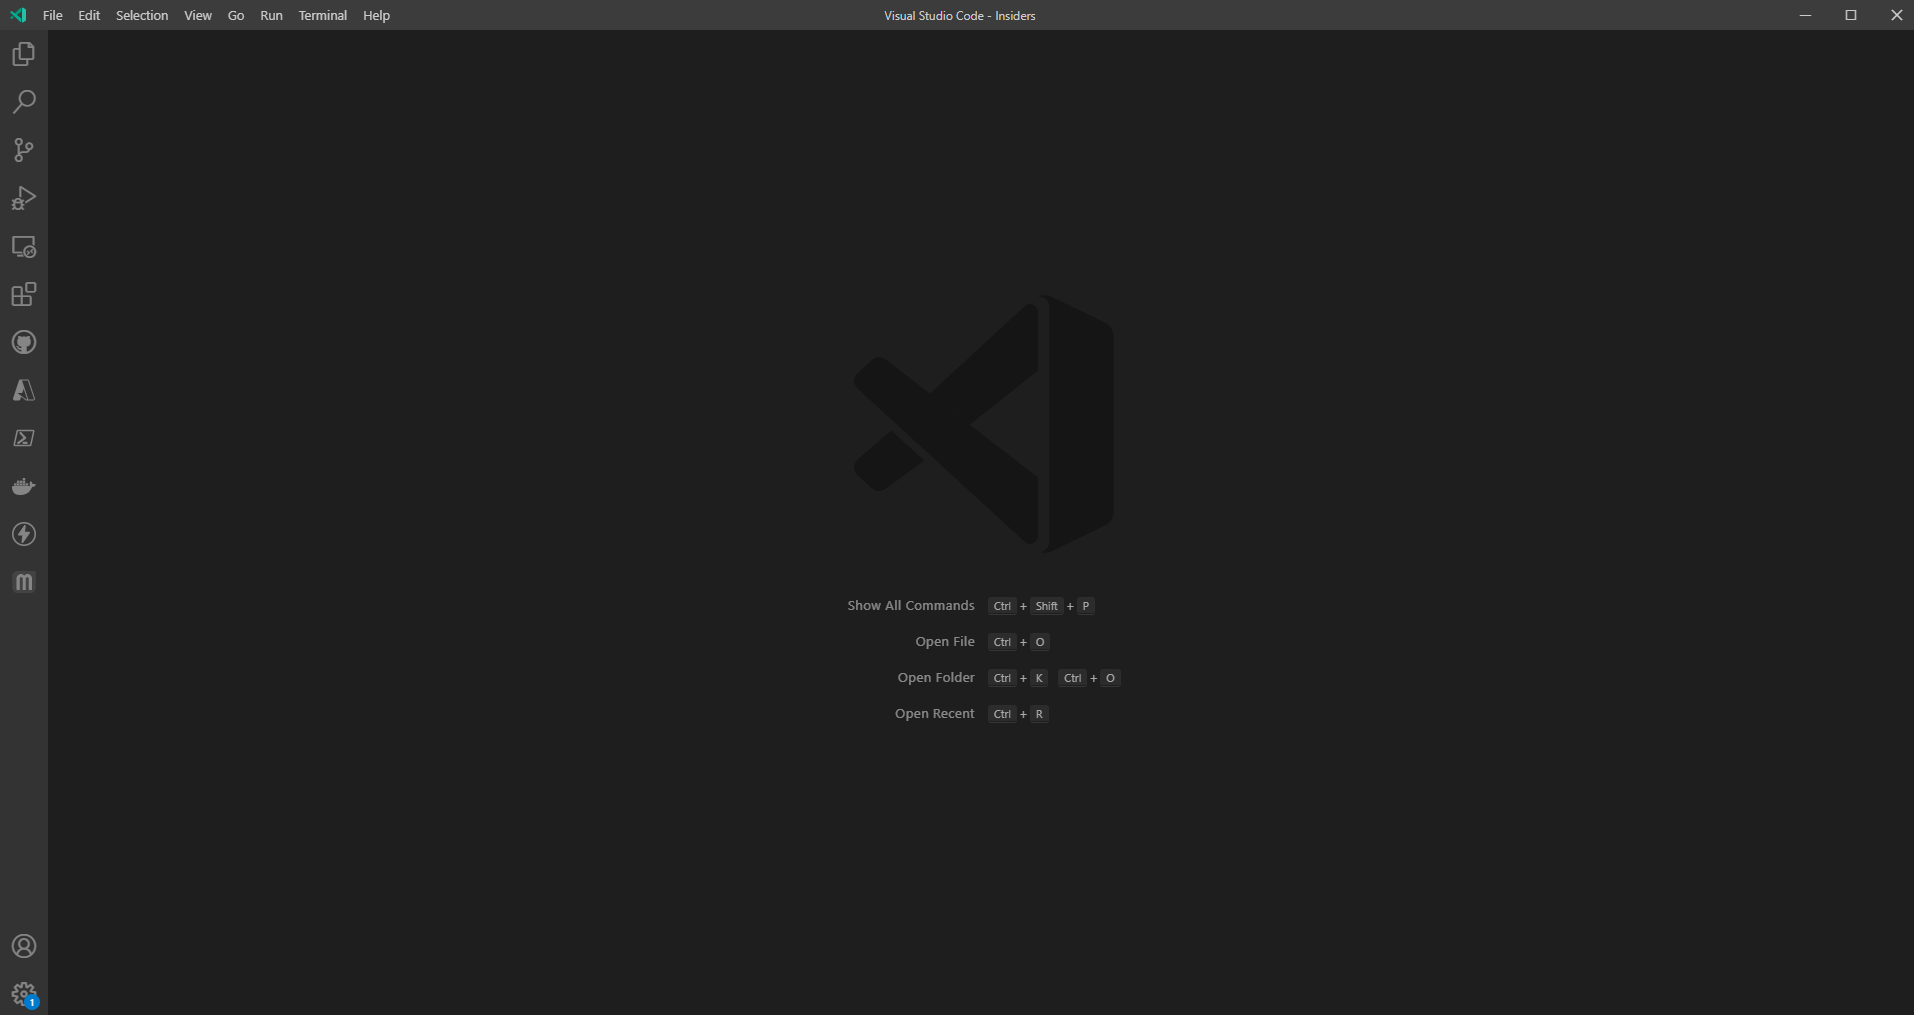 File Edit Selection View Go Run Terminal Help Visual Studio Code - Insiders
m
Show All Commands Ctrl + Shift + P
Open File Ctrl + O
Open Folder Ctrl + K Ctrl + O
Open Recent Ctrl + R
1